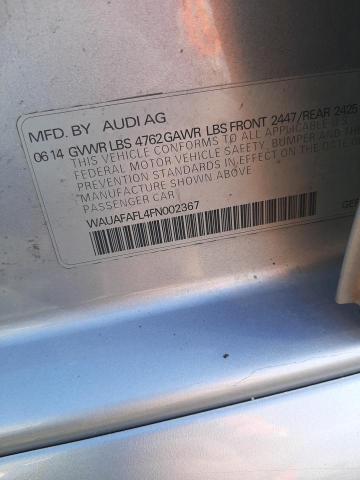 MFD. BY AUDI AG
06 14 GVWR LBS 4762 GAWR LBS FRONT 2447/REAR 2425
THIS VEHICLE CONFORMS TO ALL APPLICABLE U.S.
FEDERAL MOTOR VEHICLE SAFETY, BUMPER AND THEFT
PREVENTION STANDARDS IN EFFECT ON THE DATE OF
MANUFACTURE SHOWN ABOVE
PASSENGER CAR
WAUAFAFL4FN002367